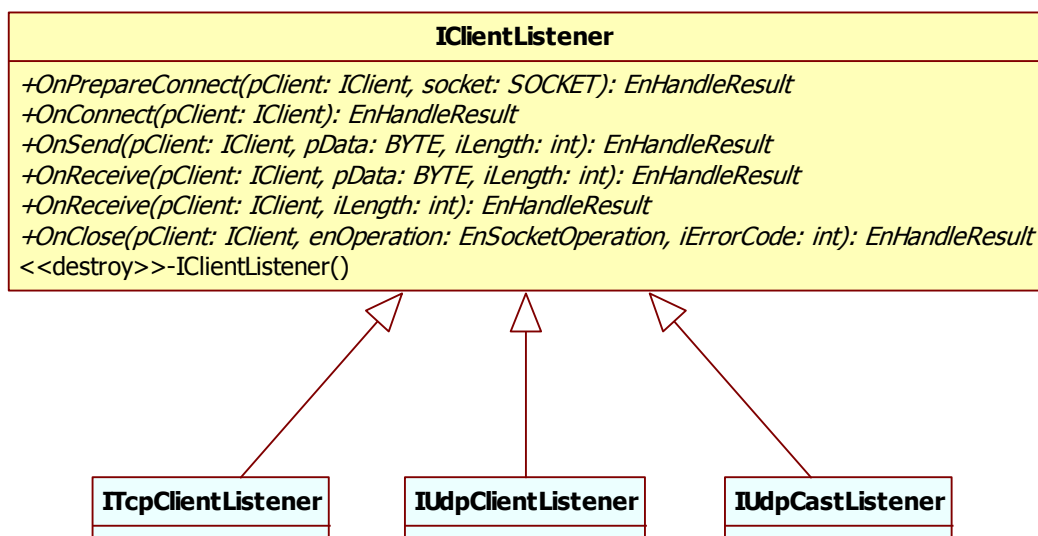 IClientListener
+OnPrepareConnect(pClient: IClient, socket: SOCKET): EnHandleResult
+OnConnect(pClient: IClient): EnHandleResult
+OnSend(pClient: IClient, pData: BYTE, iLength: int): EnHandleResult
+OnReceive(pClient: IClient, pData: BYTE, iLength: int): EnHandleResult
+OnReceive(pClient: IClient, iLength: int): EnHandleResult
+OnClose(pClient: IClient, enOperation: EnSocketOperation, iErrorCode: int): EnHandleResult
<<destroy>>-IClientListener()
ITcpClientListener IUdpClientListener IUdpCastListener